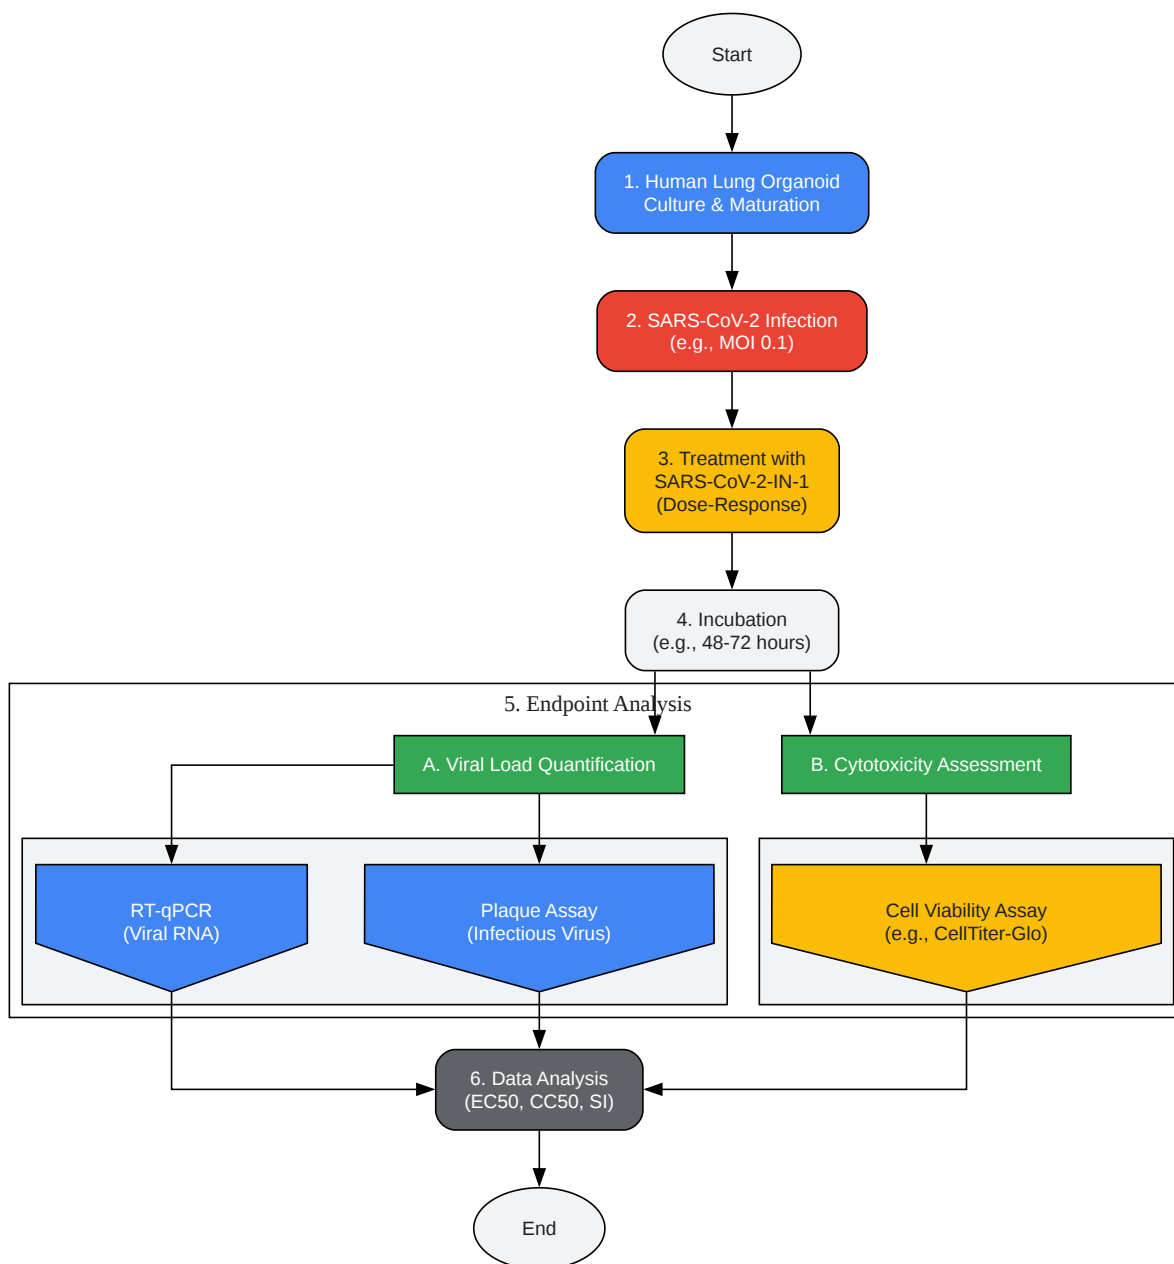 Start
1. Human Lung Organoid
Culture & Maturation
2. SARS-CoV-2 Infection
(e.g., MOI 0.1)
3. Treatment with
SARS-CoV-2-IN-1
(Dose-Response)
4. Incubation
(e.g., 48-72 hours)
5. Endpoint Analysis
A. Viral Load Quantification
B. Cytotoxicity Assessment
RT-qPCR
(Viral RNA)
Plaque Assay
(Infectious Virus)
Cell Viability Assay
(e.g., CellTiter-Glo)
6. Data Analysis
(EC50, CC50, SI)
End